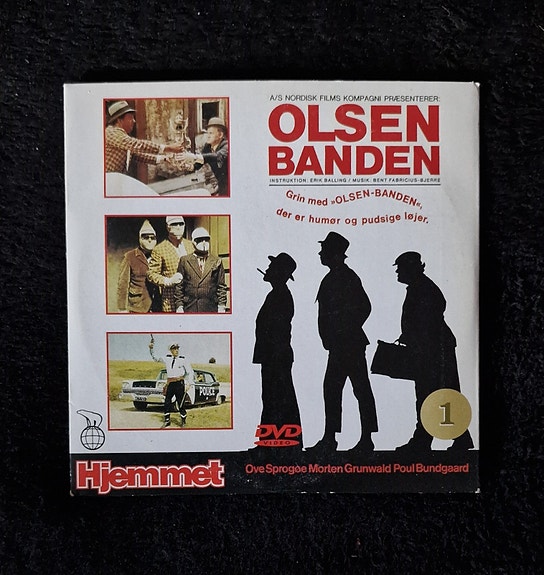 A/S NORDISK FILMS KOMPAGNI PRÆSENTERER:
OLSEN
BANDEN
INSTRUKTION: ERIK BALLING / MUSIK: BENT FABRICIUS-BJERRE
Grin med »OLSEN-BANDEN«,
der er humør og pudsige løjer.
POLICE
1
DVD
VIDEO
Hjemmet
Ove Sprogøe Morten Grunwald Poul Bundgaard